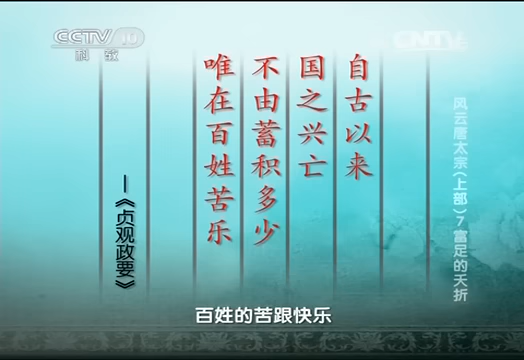 CCTV 10
科教
CNTV
风云唐太宗(上部)7富足的夭折
自古以来
国之兴亡
不由蓄积多少
唯在百姓苦乐
—《贞观政要》
百姓的苦跟快乐